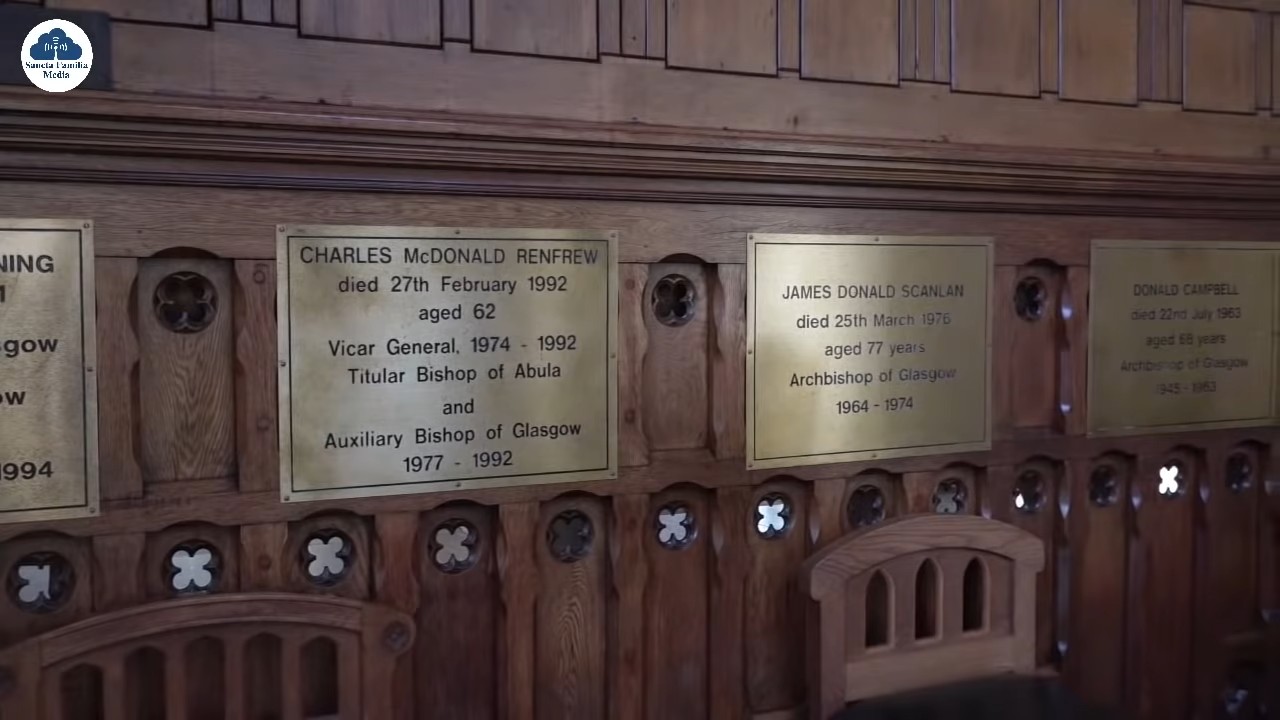 Sancta Familia
Media
NING
sgow
ow
1994
CHARLES McDONALD RENFREW
died 27th February 1992
aged 62
Vicar General, 1974 - 1992
Titular Bishop of Abula
and
Auxiliary Bishop of Glasgow
1977 - 1992
JAMES DONALD SCANLAN
died 25th March 1976
aged 77 years
Archbishop of Glasgow
1964 - 1974
DONALD CAMPBELL
died 22nd July 1963
aged 68 years
Archbishop of Glasgow
1945 - 1963